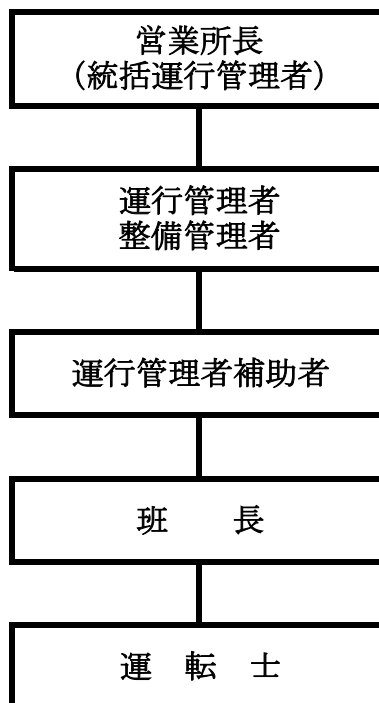 営業所長
（統括運行管理者）
運行管理者
整備管理者
運行管理者補助者
班　　長
運　転　士